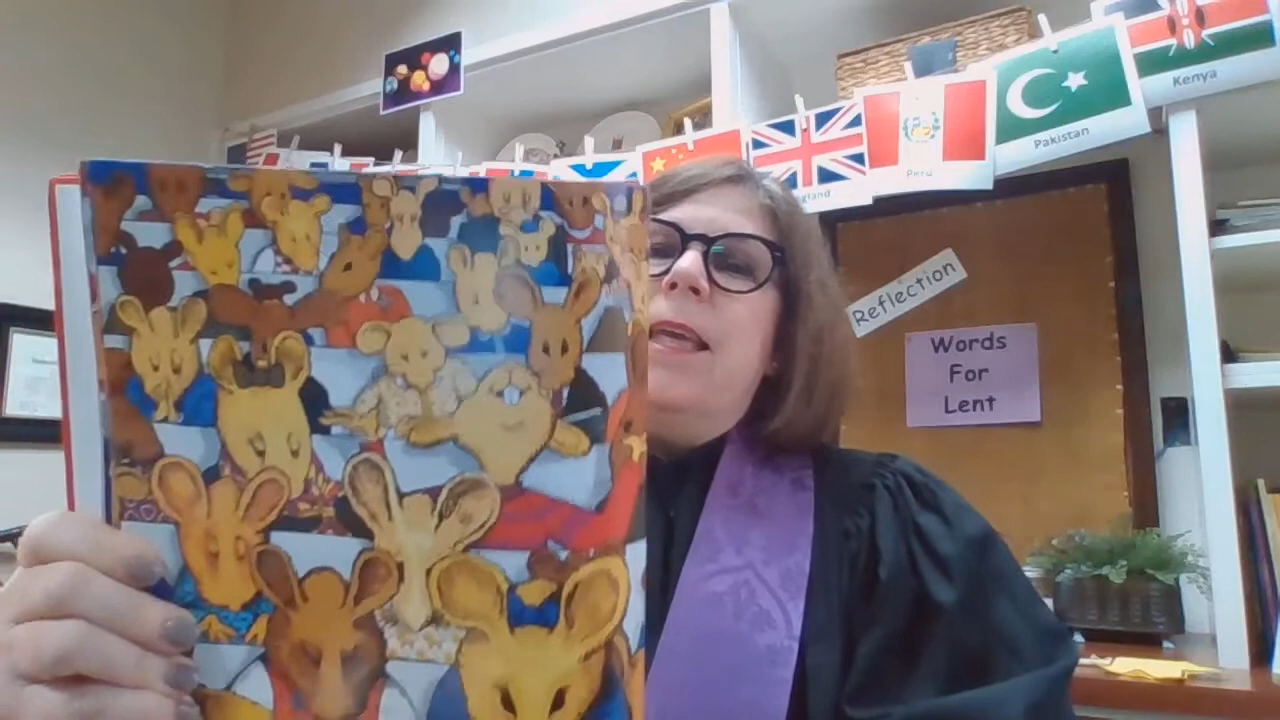 Kenya
Pakistan
Peru
Reflection
Words
For
Lent